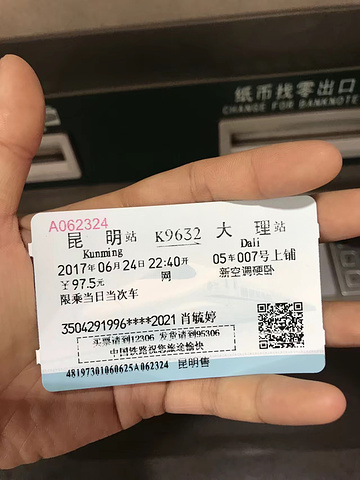 纸币找零出口
CHANGE FOR BANKNOTE
A062324
昆明站 K9632 大理站
Kunming Dali
2017年06月24日22:40开 05车007号上铺
￥97.5元 网 新空调硬卧
限乘当日当次车
3504291996****2021 肖毓婷
买票请到12306 发货请到95306
中国铁路祝您旅途愉快
48197301060625A062324 昆明售